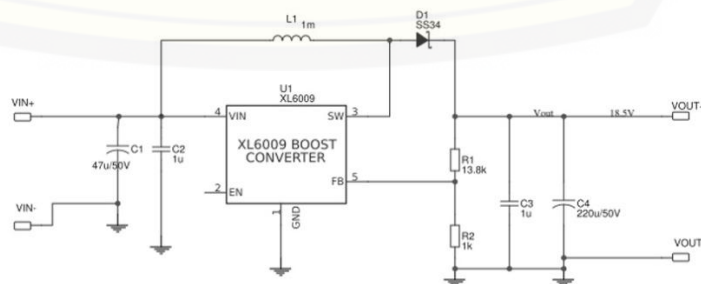 L1 1m
D1
SS34
U1
XL6009
VIN+
4 VIN
SW 3
Vout 18.5V
VOUT+
C1
47u/50V
C2
1u
XL6009 BOOST
CONVERTER
R1
13.8k
FB 5
2 EN
VIN-
1
GND
R2
1k
C3
1u
C4
220u/50V
VOUT